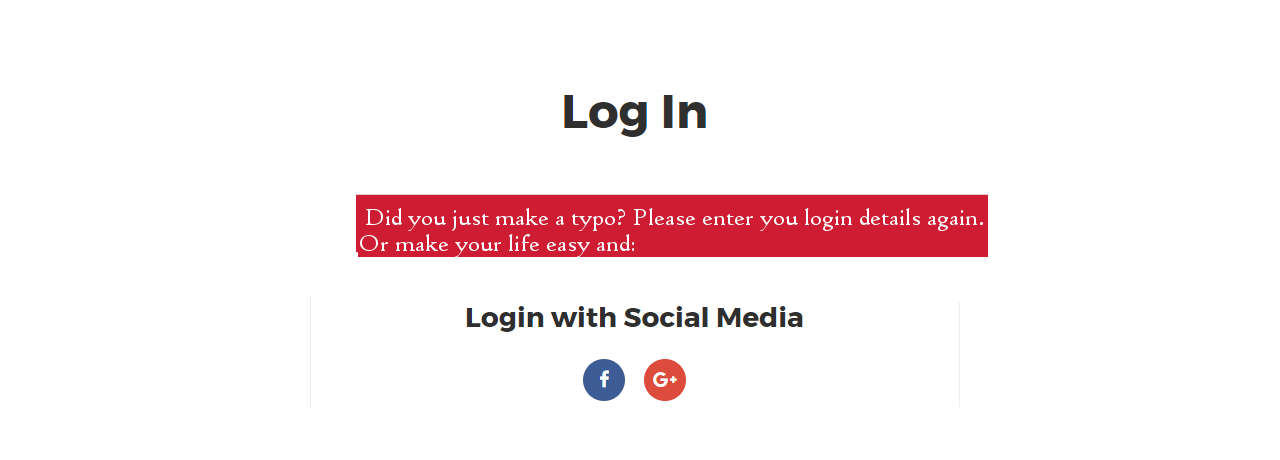 Log In
Did you just make a typo? Please enter you login details again.
Or make your life easy and:
Login with Social Media
f
G+